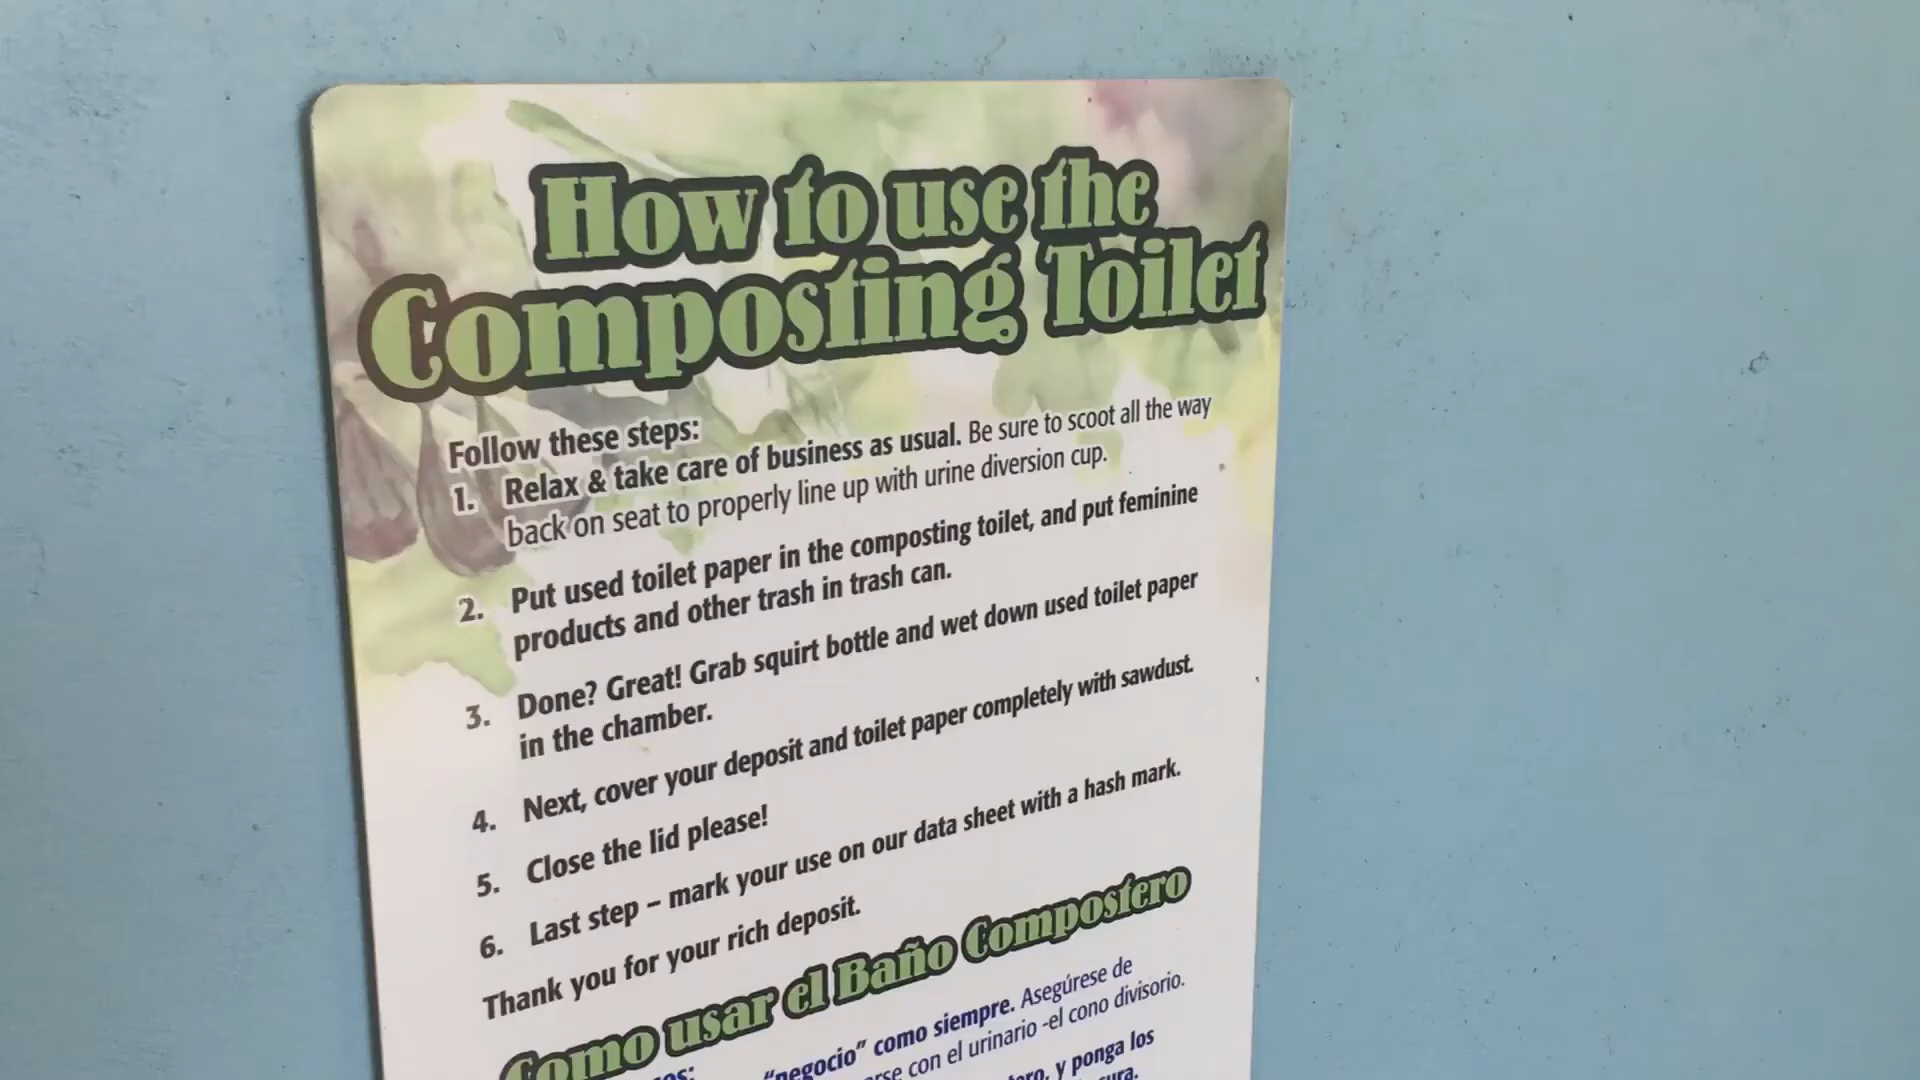 How to use the
Composting Toilet
Follow these steps:
1. Relax & take care of business as usual. Be sure to scoot all the way
back on seat to properly line up with urine diversion cup.
2. Put used toilet paper in the composting toilet, and put feminine
products and other trash in trash can.
3. Done? Great! Grab squirt bottle and wet down used toilet paper
in the chamber.
4. Next, cover your deposit and toilet paper completely with sawdust.
5. Close the lid please!
6. Last step – mark your use on our data sheet with a hash mark.
Thank you for your rich deposit.
Como usar el Baño Compostero
"negocio" como siempre. Asegúrese de
con el urinario -el cono divisorio.
y ponga los